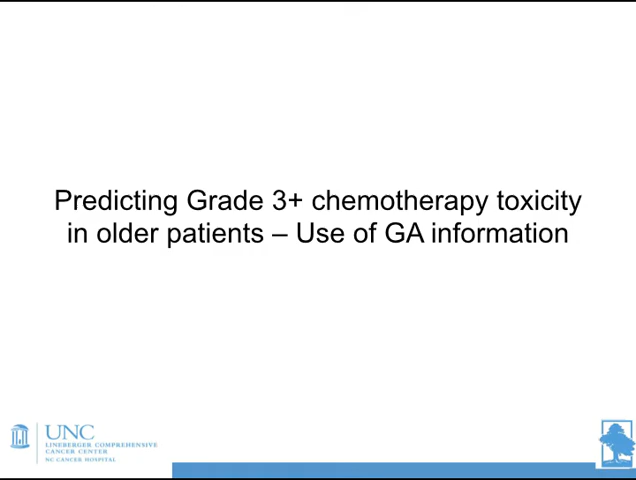 Predicting Grade 3+ chemotherapy toxicity
in older patients – Use of GA information
UNC
LINEBERGER COMPREHENSIVE
CANCER CENTER
NC CANCER HOSPITAL